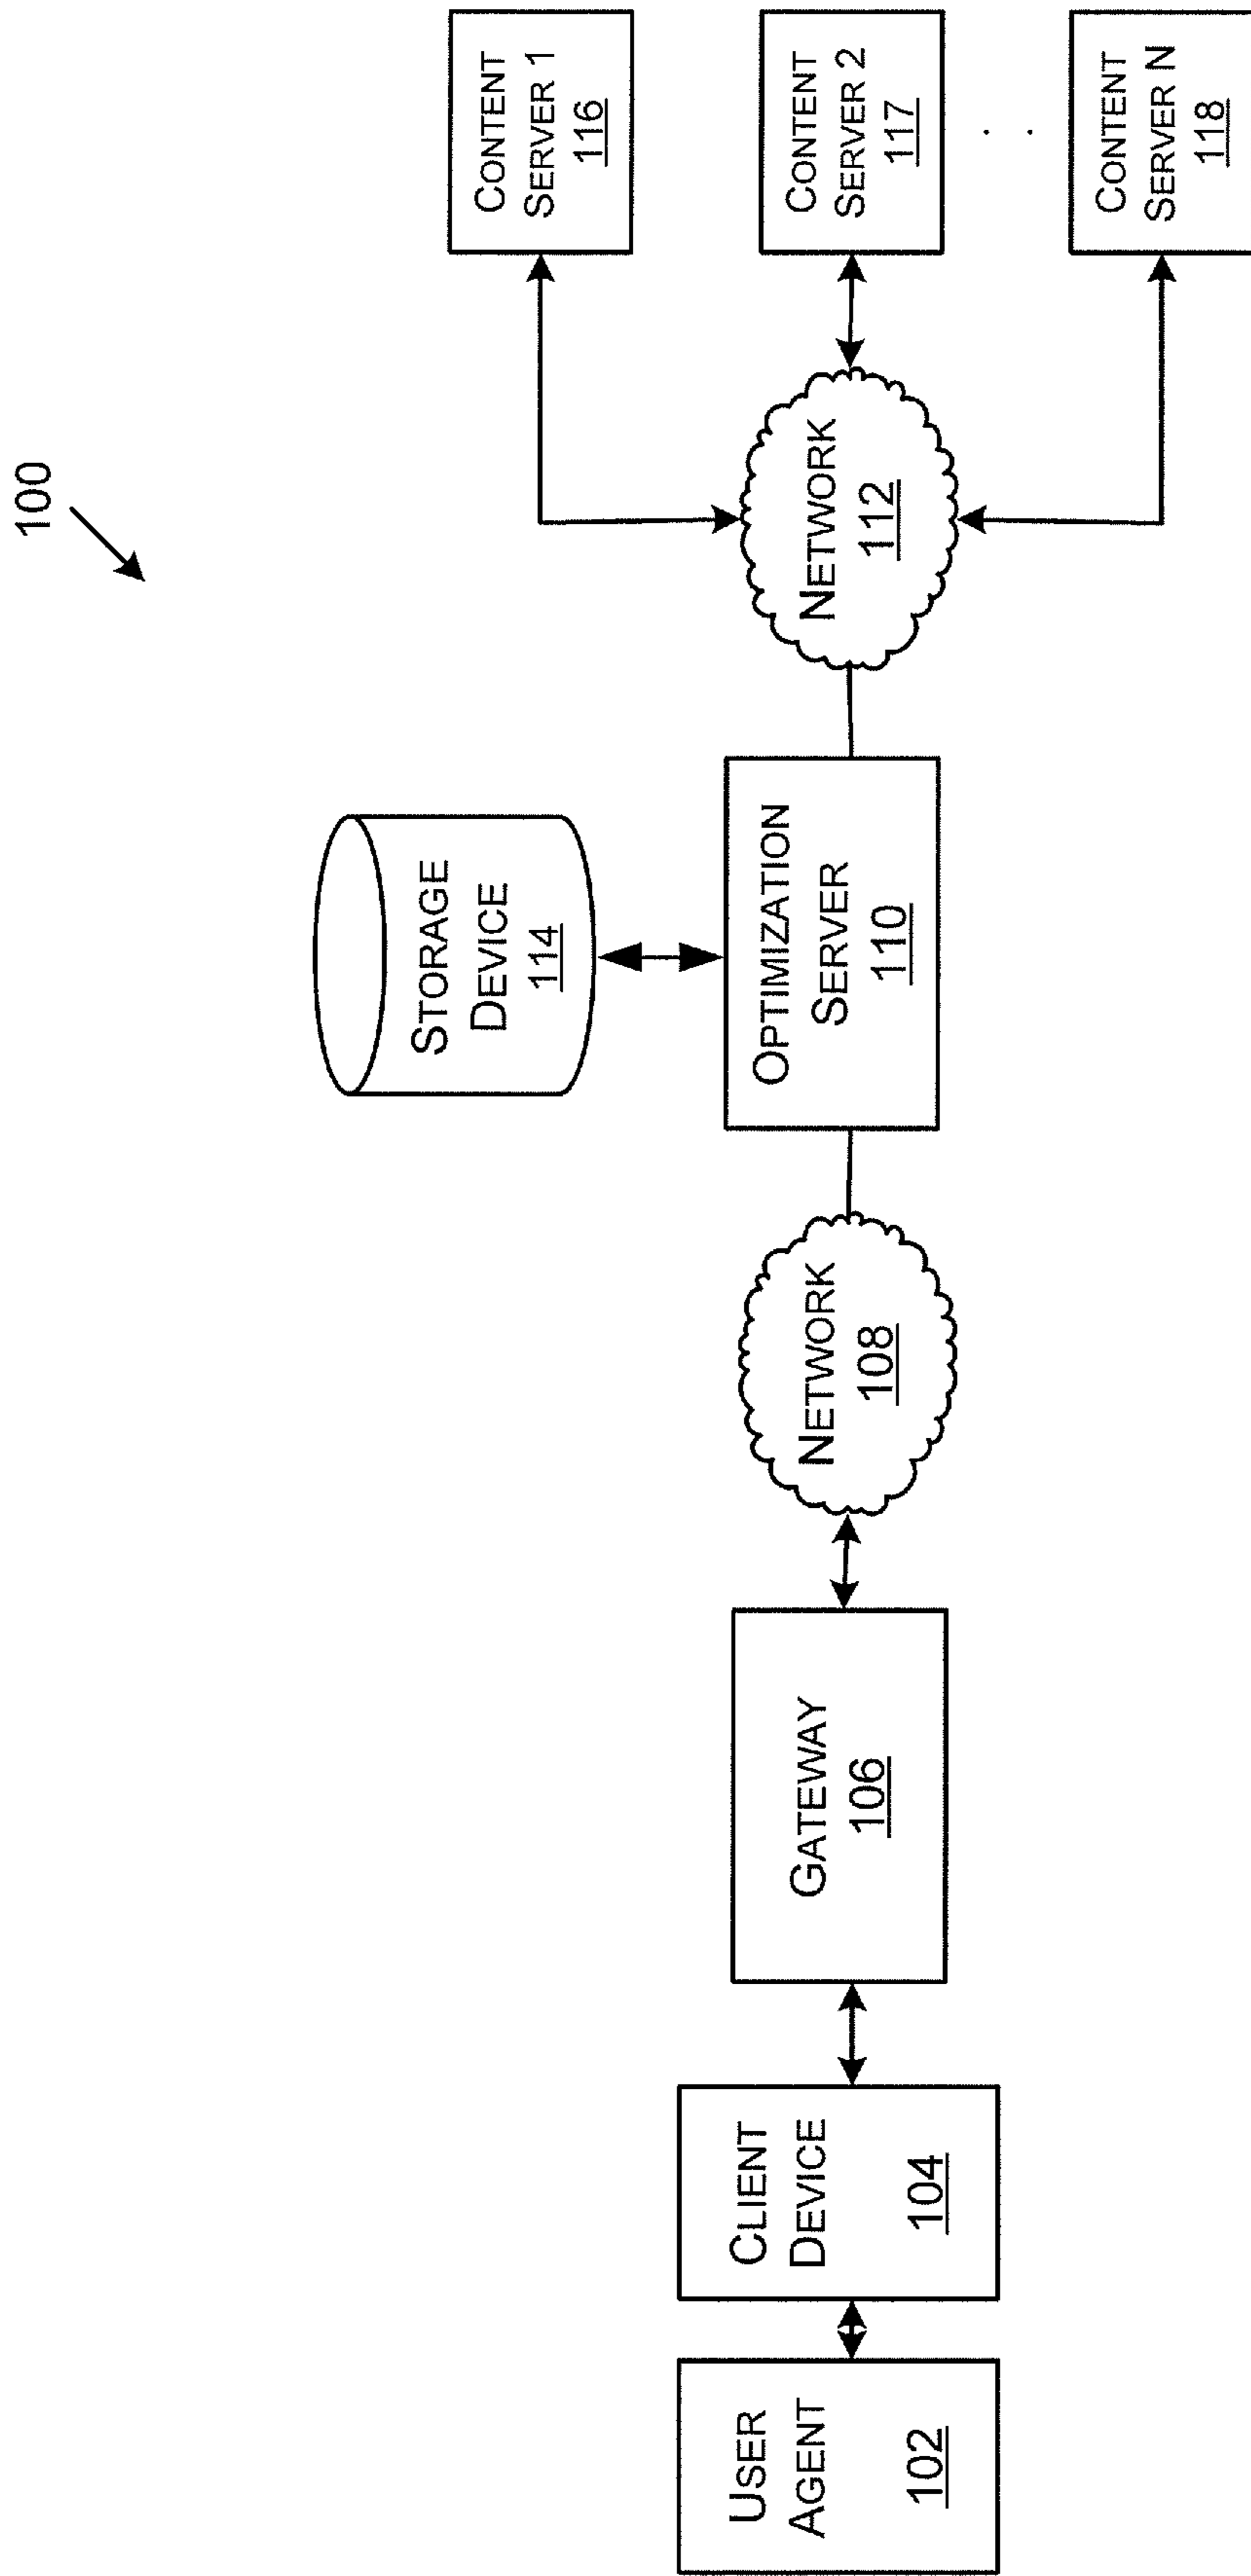 100
USER
AGENT
102
CLIENT
DEVICE
104
GATEWAY
106
NETWORK
108
STORAGE
DEVICE
114
OPTIMIZATION
SERVER
110
NETWORK
112
CONTENT
SERVER 1
116
CONTENT
SERVER 2
117
. .
CONTENT
SERVER N
118